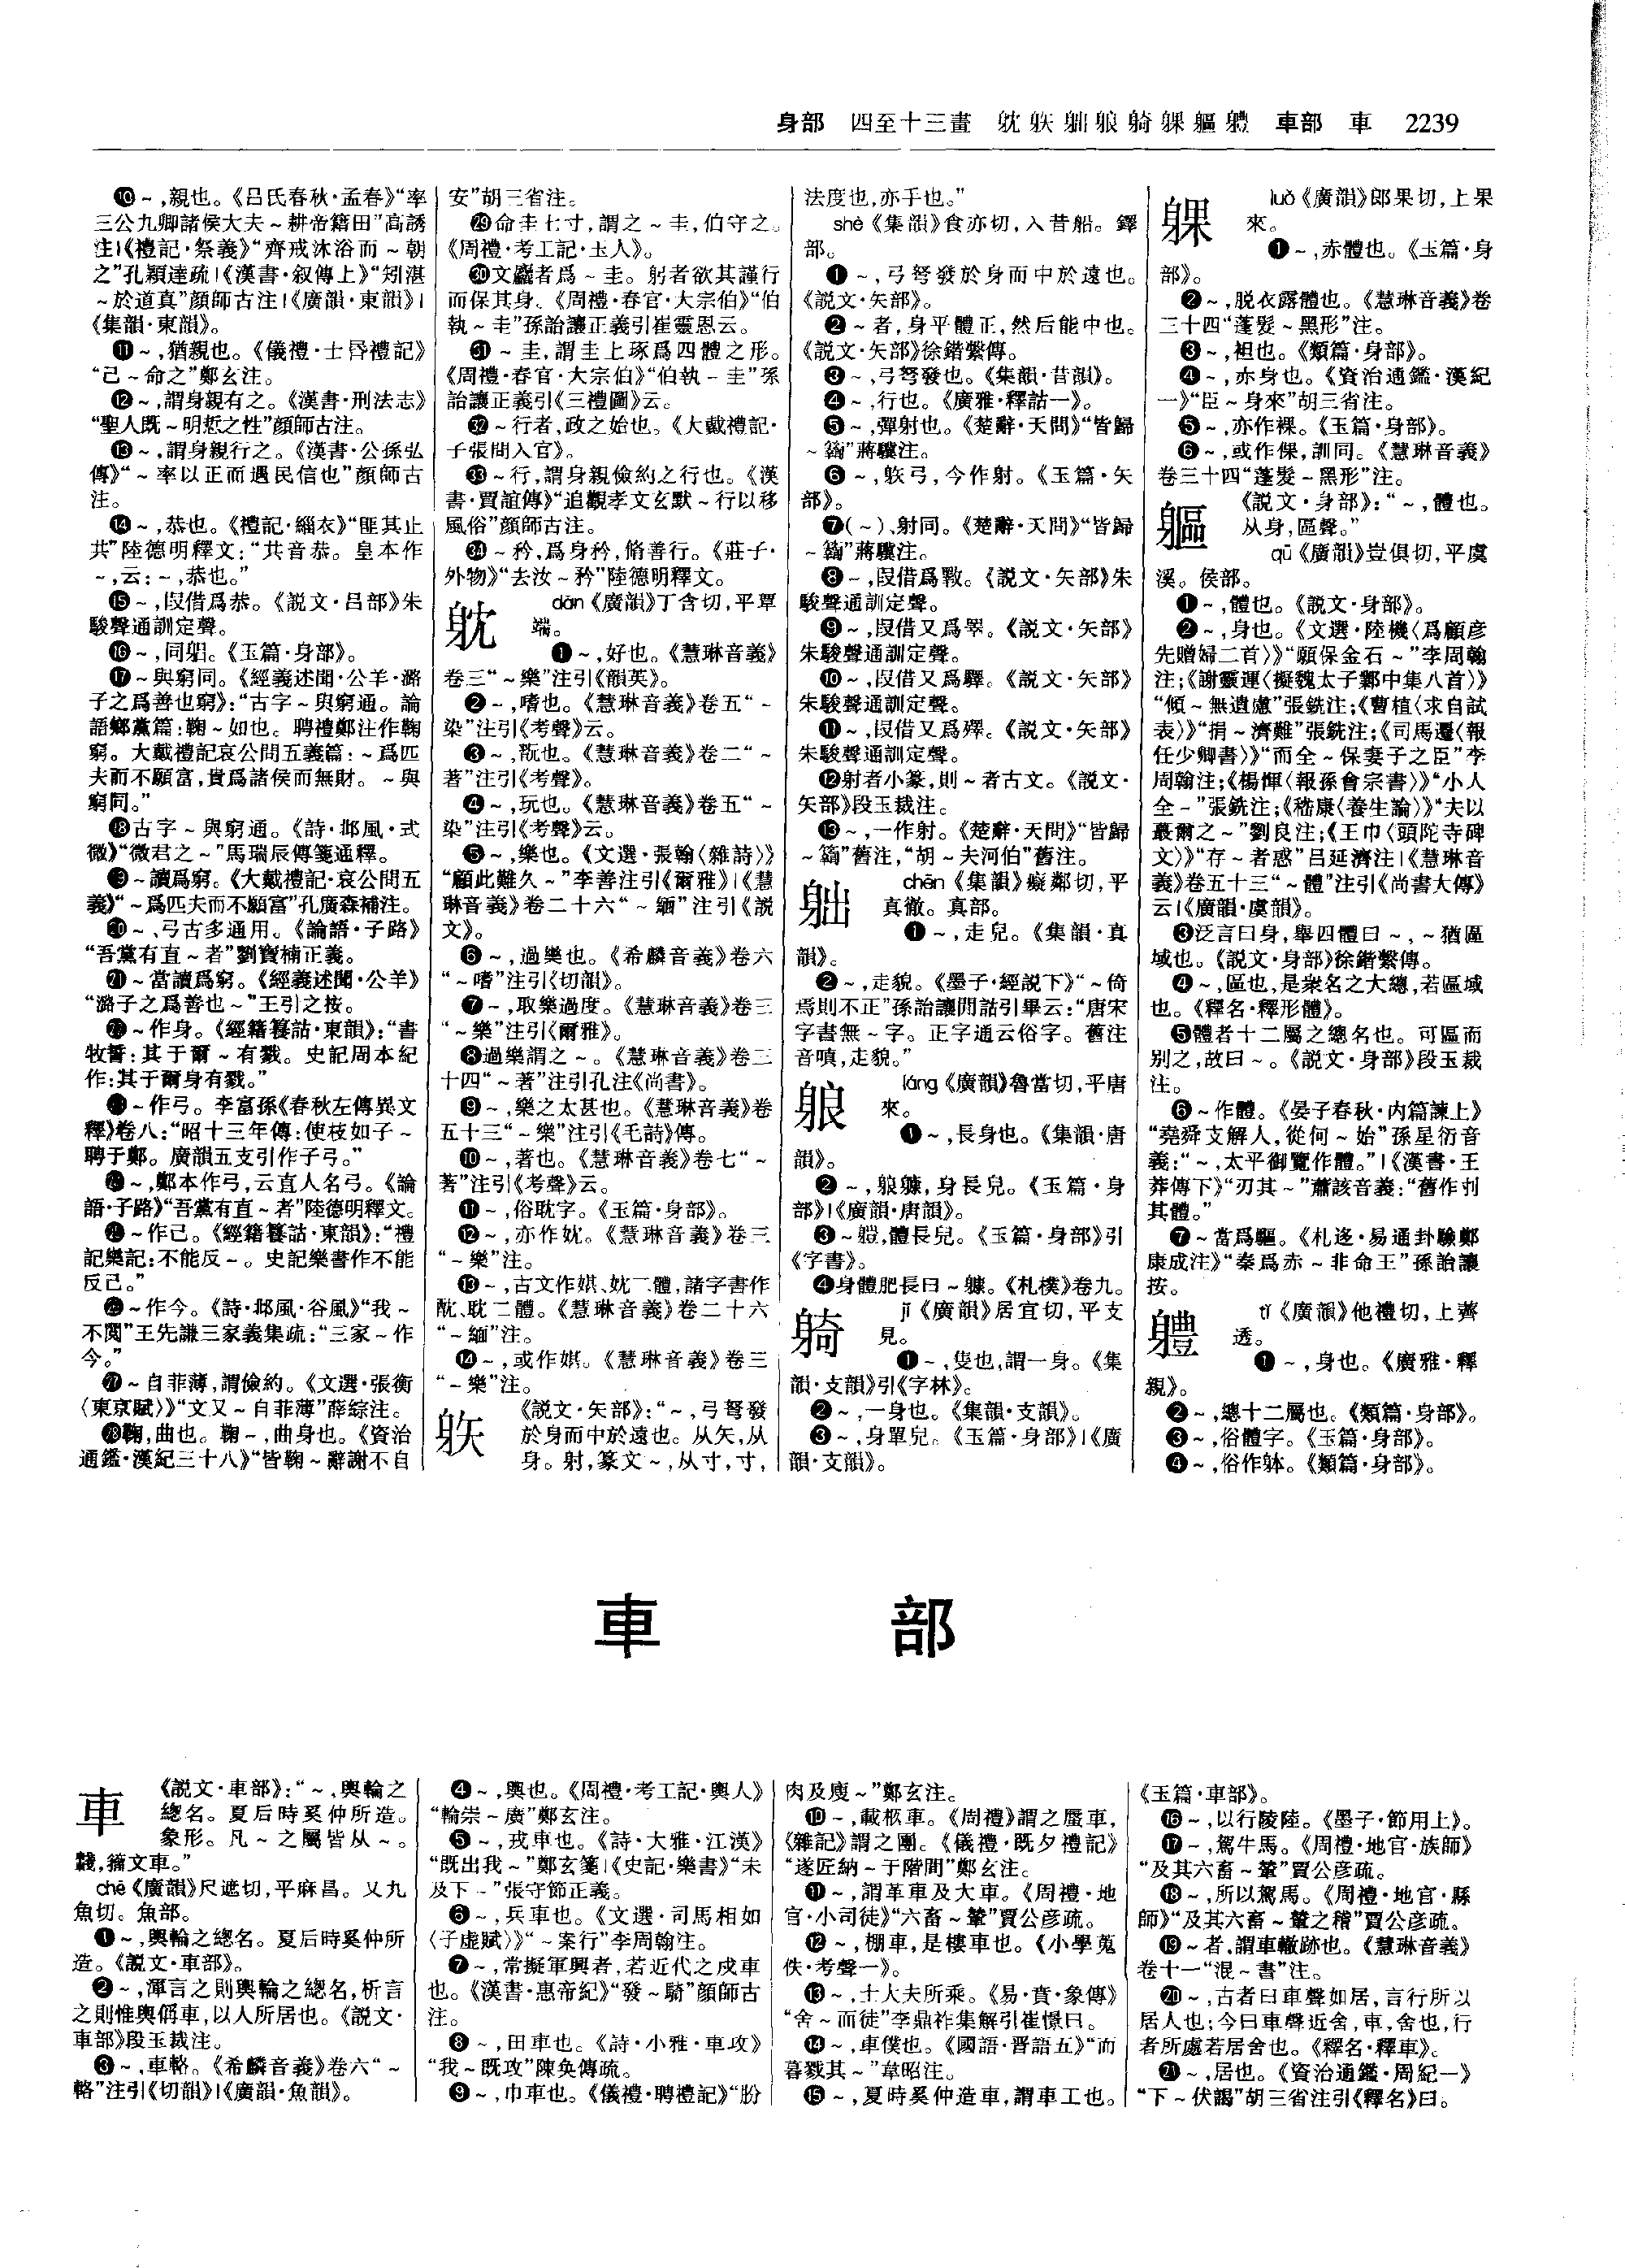 身部　四至十三畫　躭躾䠳躴躸躶軀軆　車部　車　2239
❿～,親也。《呂氏春秋·孟春》“率
三公九卿諸侯大夫～耕帝籍田”高誘
注|《禮記·祭義》“齊戒沐浴而～朝
之”孔穎達疏|《漢書·叙傳上》“矧湛
～於道真”顏師古注|《廣韻·東韻》|
《集韻·東韻》。
⓫～,猶親也。《儀禮·士昏禮記》
“己～命之”鄭玄注。
⓬～,謂身親有之。《漢書·刑法志》
“聖人既～明悊之性”顏師古注。
⓭～,謂身親行之。《漢書·公孫弘
傳》“～率以正而遇民信也”顏師古
注。
⓮～,恭也。《禮記·緇衣》“匪其止
共”陸德明釋文:“共音恭。皇本作
～,云:～,恭也。”
⓯～,叚借爲恭。《説文·吕部》朱
駿聲通訓定聲。
⓰～,同躳。《玉篇·身部》。
⓱～與窮同。《經義述聞·公羊·潞
子之爲善也窮》:“古字～與窮通。論
語鄉黨篇:鞠～如也。聘禮鄭注作鞠
窮。大戴禮記哀公問五義篇:～爲匹
夫而不願富,貴爲諸侯而無財。～與
窮同。”
⓲古字～與窮通。《詩·邶風·式
微》“微君之～”馬瑞辰傳箋通釋。
⓳～讀爲窮。《大戴禮記·哀公問五
義》“～爲匹夫而不願富”孔廣森補注。
⓴～、弓古多通用。《論語·子路》
“吾黨有直～者”劉寶楠正義。
㉑～當讀爲窮。《經義述聞·公羊》
“潞子之爲善也～”王引之按。
㉒～作身。《經籍籑詁·東韻》:“書
牧誓:其于爾～有戮。史記周本紀
作:其于爾身有戮。”
㉓～作弓。李富孫《春秋左傳異文
釋》卷八:“昭十三年傳:使枝如子～
聘于鄭。廣韻五支引作子弓。”
㉔～,鄭本作弓,云直人名弓。《論
語·子路》“吾黨有直～者”陸德明釋文。
㉕～作己。《經籍籑詁·東韻》:“禮
記樂記:不能反～。史記樂書作不能
反己。”
㉖～作今。《詩·邶風·谷風》“我～
不閱”王先謙三家義集疏:“三家～作
今。”
㉗～自菲薄,謂儉約。《文選·張衡
〈東京賦〉》“文又～自菲薄”薛綜注。
㉘鞠,曲也。鞠～,曲身也。《資治
通鑑·漢紀三十八》“皆鞠～辭謝不自
安”胡三省注。
㉙命圭七寸,謂之～圭,伯守之。
《周禮·考工記·玉人》。
㉚文麤者爲～圭。躬者欲其謹行
而保其身。《周禮·春官·大宗伯》“伯
執～圭”孫詒讓正義引崔靈恩云。
㉛～圭,謂圭上琢爲四體之形。
《周禮·春官·大宗伯》“伯執～圭”孫
詒讓正義引《三禮圖》云。
㉜～行者,政之始也。《大戴禮記·
子張問入官》。
㉝～行,謂身親儉約之行也。《漢
書·賈誼傳》“追觀孝文玄默～行以移
風俗”顏師古注。
㉞～矜,爲身矜,脩善行。《莊子·
外物》“去汝～矜”陸德明釋文。
躭
dān《廣韻》丁含切,平覃
端。
❶～,好也。《慧琳音義》
卷三“～樂”注引《韻英》。
❷～,嗜也。《慧琳音義》卷五“～
染”注引《考聲》云。
❸～,翫也。《慧琳音義》卷二“～
著”注引《考聲》。
❹～,玩也。《慧琳音義》卷五“～
染”注引《考聲》云。
❺～,樂也。《文選·張翰〈雜詩〉》
“顧此難久～”李善注引《爾雅》|《慧
琳音義》卷二十六“～緬”注引《説
文》。
❻～,過樂也。《希麟音義》卷六
“～嗜”注引《切韻》。
❼～,取樂過度。《慧琳音義》卷三
“～樂”注引《爾雅》。
❽過樂謂之～。《慧琳音義》卷三
十四“～著”注引孔注《尚書》。
❾～,樂之太甚也。《慧琳音義》卷
五十三“～樂”注引《毛詩》傳。
❿～,著也。《慧琳音義》卷七“～
著”注引《考聲》云。
⓫～,俗耽字。《玉篇·身部》。
⓬～,亦作妉。《慧琳音義》卷三
“～樂”注。
⓭～,古文作媅、妉二體,諸字書作
酖、耽二體。《慧琳音義》卷二十六
“～緬”注。
⓮～,或作媅。《慧琳音義》卷三
“～樂”注。
《説文·矢部》:“～,弓弩發
於身而中於遠也。从矢,从
身。射,篆文～,从寸,寸,
法度也,亦手也。”
shè《集韻》食亦切,入昔船。鐸
部。
❶～,弓弩發於身而中於遠也。
《説文·矢部》。
❷～者,身平體正,然后能中也。
《説文·矢部》徐鍇繫傳。
❸～,弓弩發也。《集韻·昔韻》。
❹～,行也。《廣雅·釋詁一》。
❺～,彈射也。《楚辭·天問》“皆歸
～䉬”蔣驥注。
❻～,㪇弓,今作射。《玉篇·矢
部》。
❼(～)、射同。《楚辭·天問》“皆歸
～䉬”蔣驥注。
❽～,叚借爲斁。《説文·矢部》朱
駿聲通訓定聲。
❾～,叚借又爲睪。《説文·矢部》
朱駿聲通訓定聲。
❿～,叚借又爲驛。《説文·矢部》
朱駿聲通訓定聲。
⓫～,叚借又爲殬。《説文·矢部》
朱駿聲通訓定聲。
⓬射者小篆,則～者古文。《説文·
矢部》段玉裁注。
⓭～,一作射。《楚辭·天問》“皆歸
～䉬”舊注,“胡～夫河伯”舊注。
chēn《集韻》癡鄰切,平
真徹。真部。
❶～,走皃。《集韻·真
韻》。
❷～,走貌。《墨子·經説下》“～倚
焉則不正”孫詒讓閒詁引畢云:“唐宋
字書無～字。正字通云俗字。舊注
音嗔,走貌。”
躴
láng《廣韻》魯當切,平唐
來。
❶～,長身也。《集韻·唐
韻》。
❷～,躴躿,身長皃。《玉篇·身
部》|《廣韻·唐韻》。
❸～䠲,體長皃。《玉篇·身部》引
《字書》。
❹身體肥長曰～躿。《札樸》卷九。
躸
jī《廣韻》居宜切,平支
見。
❶～,隻也,謂一身。《集
韻·支韻》引《字林》。
❷～,一身也。《集韻·支韻》。
❸～,身單皃。《玉篇·身部》|《廣
韻·支韻》。
躶
luǒ《廣韻》郎果切,上果
來。
❶～,赤體也。《玉篇·身
部》。
❷～,脱衣露體也。《慧琳音義》卷
三十四“蓬髮～黑形”注。
❸～,袒也。《類篇·身部》。
❹～,亦身也。《資治通鑑·漢紀
一》“臣～身來”胡三省注。
❺～,亦作裸。《玉篇·身部》。
❻～,或作倮,訓同。《慧琳音義》
卷三十四“蓬髮～黑形”注。
軀
《説文·身部》:“～,體也。
从身,區聲。”
qū《廣韻》豈俱切,平虞
溪。侯部。
❶～,體也。《説文·身部》。
❷～,身也。《文選·陸機〈爲顧彦
先贈婦二首〉》“願保金石～”李周翰
注;《謝靈運〈擬魏太子鄴中集八首〉》
“傾～無遺慮”張銑注;《曹植〈求自試
表〉》“捐～濟難”張銑注;《司馬遷〈報
任少卿書〉》“而全～保妻子之臣”李
周翰注;《楊惲〈報孫會宗書〉》“小人
全～”張銑注;《嵇康〈養生論〉》“夫以
蕞爾之～”劉良注;《王巾〈頭陀寺碑
文〉》“存～者惑”呂延濟注|《慧琳音
義》卷五十三“～體”注引《尚書大傳》
云|《廣韻·虞韻》。
❸泛言曰身,舉四體曰～,～猶區
域也。《説文·身部》徐鍇繫傳。
❹～,區也,是衆名之大總,若區域
也。《釋名·釋形體》。
❺體者十二屬之總名也。可區而
别之,故曰～。《説文·身部》段玉裁
注。
❻～作體。《晏子春秋·内篇諫上》
“堯舜支解人,從何～始”孫星衍音
義:“～,太平御覽作體。”|《漢書·王
莽傳下》“刃其～”蕭該音義:“舊作刌
其體。”
❼～當爲驅。《札迻·易通卦驗鄭
康成注》“秦爲赤～非命王”孫詒讓
按。
軆
tǐ《廣韻》他禮切,上薺
透。
❶～,身也。《廣雅·釋
親》。
❷～,總十二屬也。《類篇·身部》。
❸～,俗體字。《玉篇·身部》。
❹～,俗作躰。《類篇·身部》。
車　部
車
《説文·車部》:“～,輿輪之
總名。夏后時奚仲所造。
象形。凡～之屬皆从～。
𨏖,籀文車。”
chē《廣韻》尺遮切,平麻昌。又九
魚切。魚部。
❶～,輿輪之總名。夏后時奚仲所
造。《説文·車部》。
❷～,渾言之則輿輪之總名,析言
之則惟輿偁車,以人所居也。《説文·
車部》段玉裁注。
❸～,車輅。《希麟音義》卷六“～
輅”注引《切韻》|《廣韻·魚韻》。
❹～,輿也。《周禮·考工記·輿人》
“輪崇～廣”鄭玄注。
❺～,戎車也。《詩·大雅·江漢》
“既出我～”鄭玄箋|《史記·樂書》“未
及下～”張守節正義。
❻～,兵車也。《文選·司馬相如
〈子虛賦〉》“～案行”李周翰注。
❼～,常擬軍興者,若近代之戍車
也。《漢書·惠帝紀》“發～騎”顏師古
注。
❽～,田車也。《詩·小雅·車攻》
“我～既攻”陳奂傳疏。
❾～,巾車也。《儀禮·聘禮記》“肦
肉及廋～”鄭玄注。
❿～,載柩車。《周禮》謂之蜃車,
《雜記》謂之團。《儀禮·既夕禮記》
“遂匠納～于階間”鄭玄注。
⓫～,謂革車及大車。《周禮·地
官·小司徒》“六畜～輦”賈公彦疏。
⓬～,棚車,是樓車也。《小學蒐
佚·考聲一》。
⓭～,士大夫所乘。《易·賁·象傳》
“舍～而徒”李鼎祚集解引崔憬曰。
⓮～,車僕也。《國語·晋語五》“而
暮戮其～”韋昭注。
⓯～,夏時奚仲造車,謂車工也。
《玉篇·車部》。
⓰～,以行陵陸。《墨子·節用上》。
⓱～,駕牛馬。《周禮·地官·族師》
“及其六畜～輦”賈公彦疏。
⓲～,所以駕馬。《周禮·地官·縣
師》“及其六畜～輦之稽”賈公彦疏。
⓳～者,謂車轍跡也。《慧琳音義》
卷十一“混～書”注。
⓴～,古者曰車聲如居,言行所以
居人也;今曰車聲近舍,車,舍也,行
者所處若居舍也。《釋名·釋車》。
㉑～,居也。《資治通鑑·周紀一》
“下～伏謁”胡三省注引《釋名》曰。